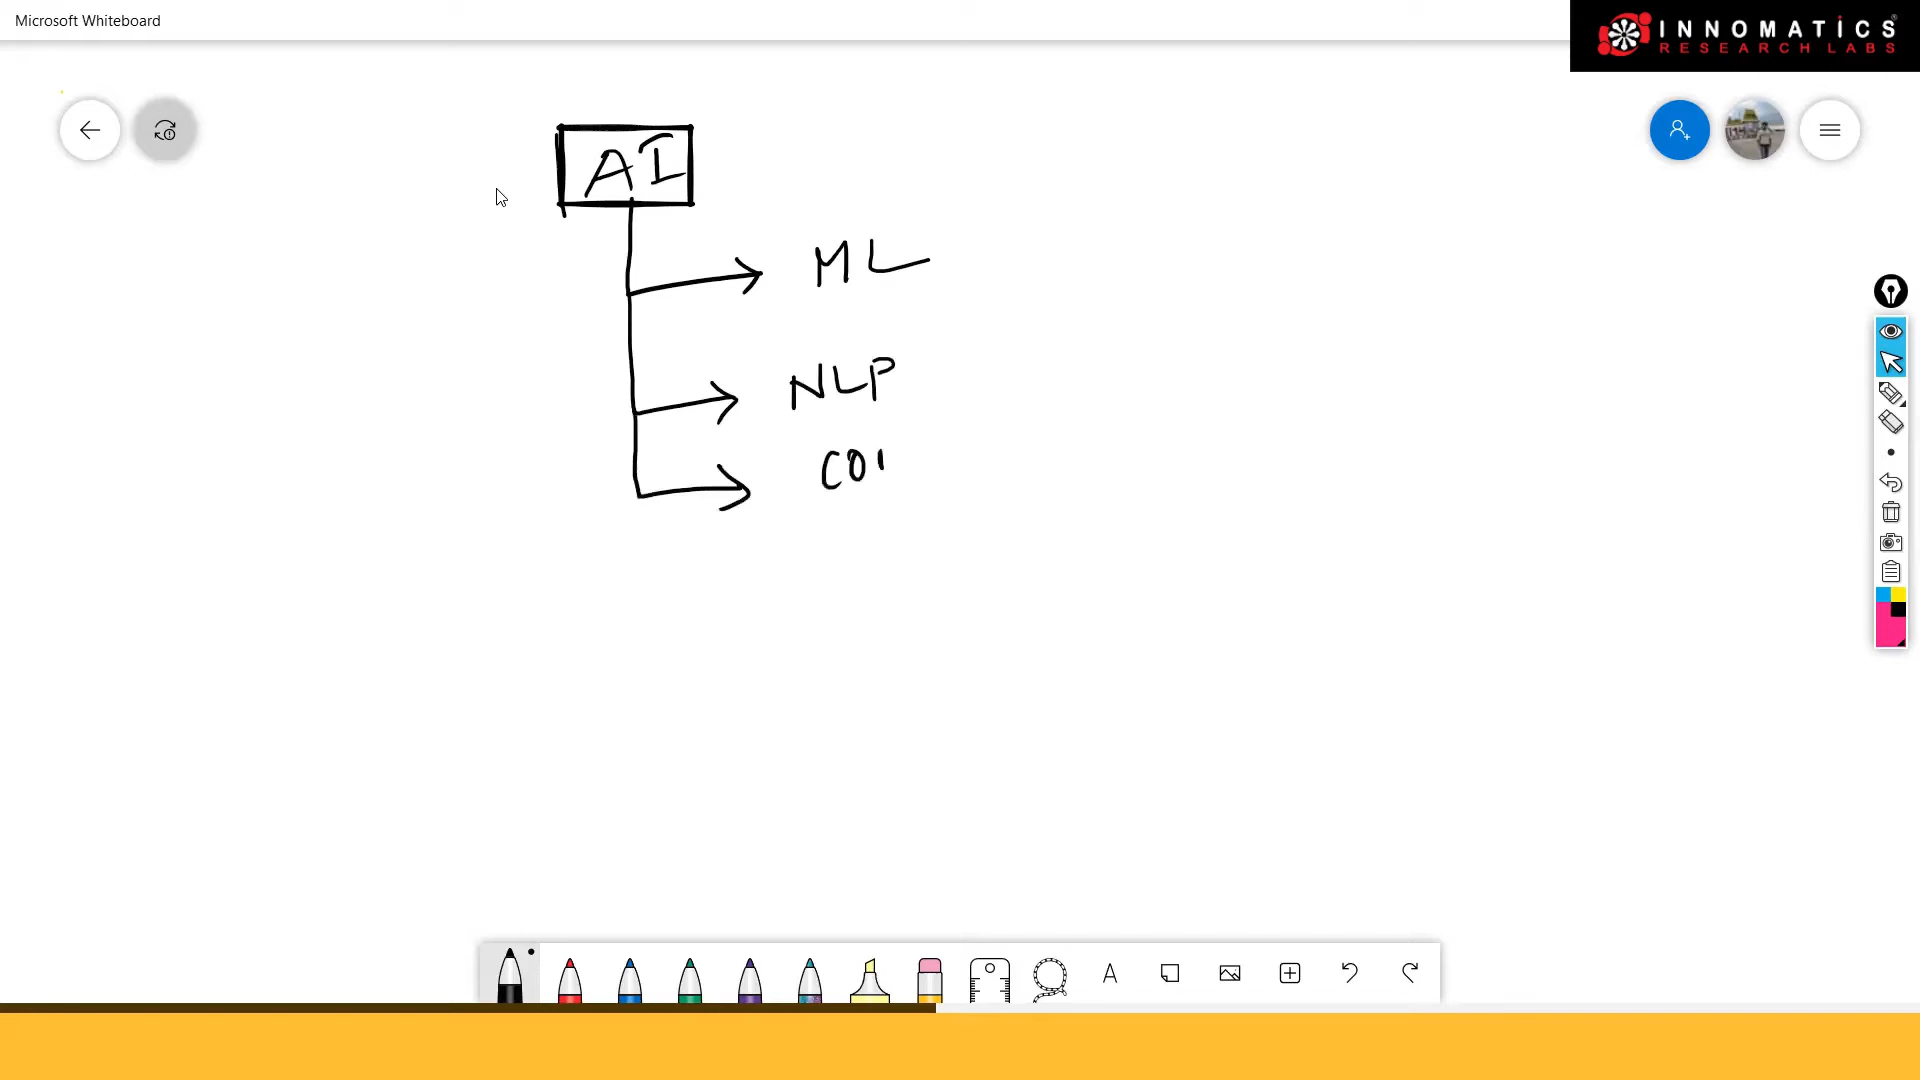 Microsoft Whiteboard
INNOMATICS
RESEARCH LABS
AI
ML
NLP